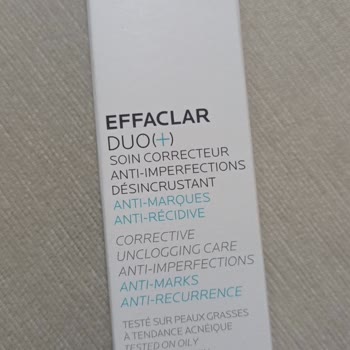 EFFACLAR
DUO(+)
SOIN CORRECTEUR
ANTI-IMPERFECTIONS
DÉSINCRUSTANT
ANTI-MARQUES
ANTI-RÉCIDIVE
CORRECTIVE
UNCLOGGING CARE
ANTI-IMPERFECTIONS
ANTI-MARKS
ANTI-RECURRENCE
TESTÉ SUR PEAUX GRASSES
À TENDANCE ACNÉIQUE
TESTED ON OILY